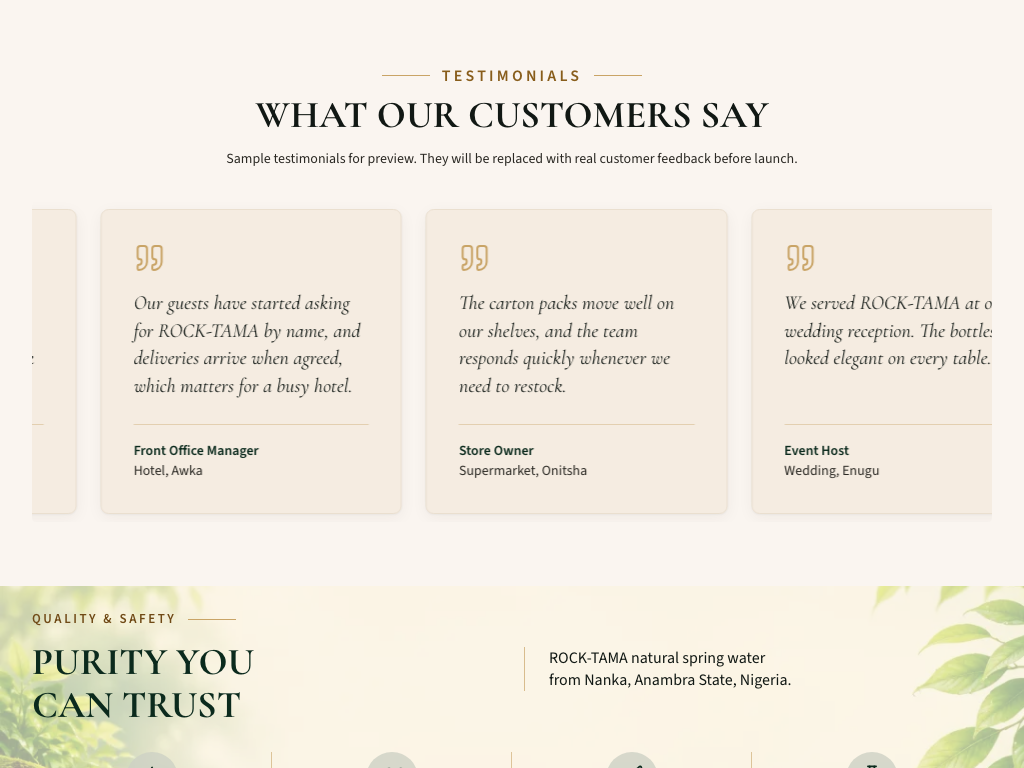 TESTIMONIALS
WHAT OUR CUSTOMERS SAY
Sample testimonials for preview. They will be replaced with real customer feedback before launch.
Our guests have started asking
for ROCK-TAMA by name, and
deliveries arrive when agreed,
which matters for a busy hotel.
Front Office Manager
Hotel, Awka
The carton packs move well on
our shelves, and the team
responds quickly whenever we
need to restock.
Store Owner
Supermarket, Onitsha
We served ROCK-TAMA at
wedding reception. The bottles
looked elegant on every table.
Event Host
Wedding, Enugu
QUALITY & SAFETY
PURITY YOU
CAN TRUST
ROCK-TAMA natural spring water
from Nanka, Anambra State, Nigeria.